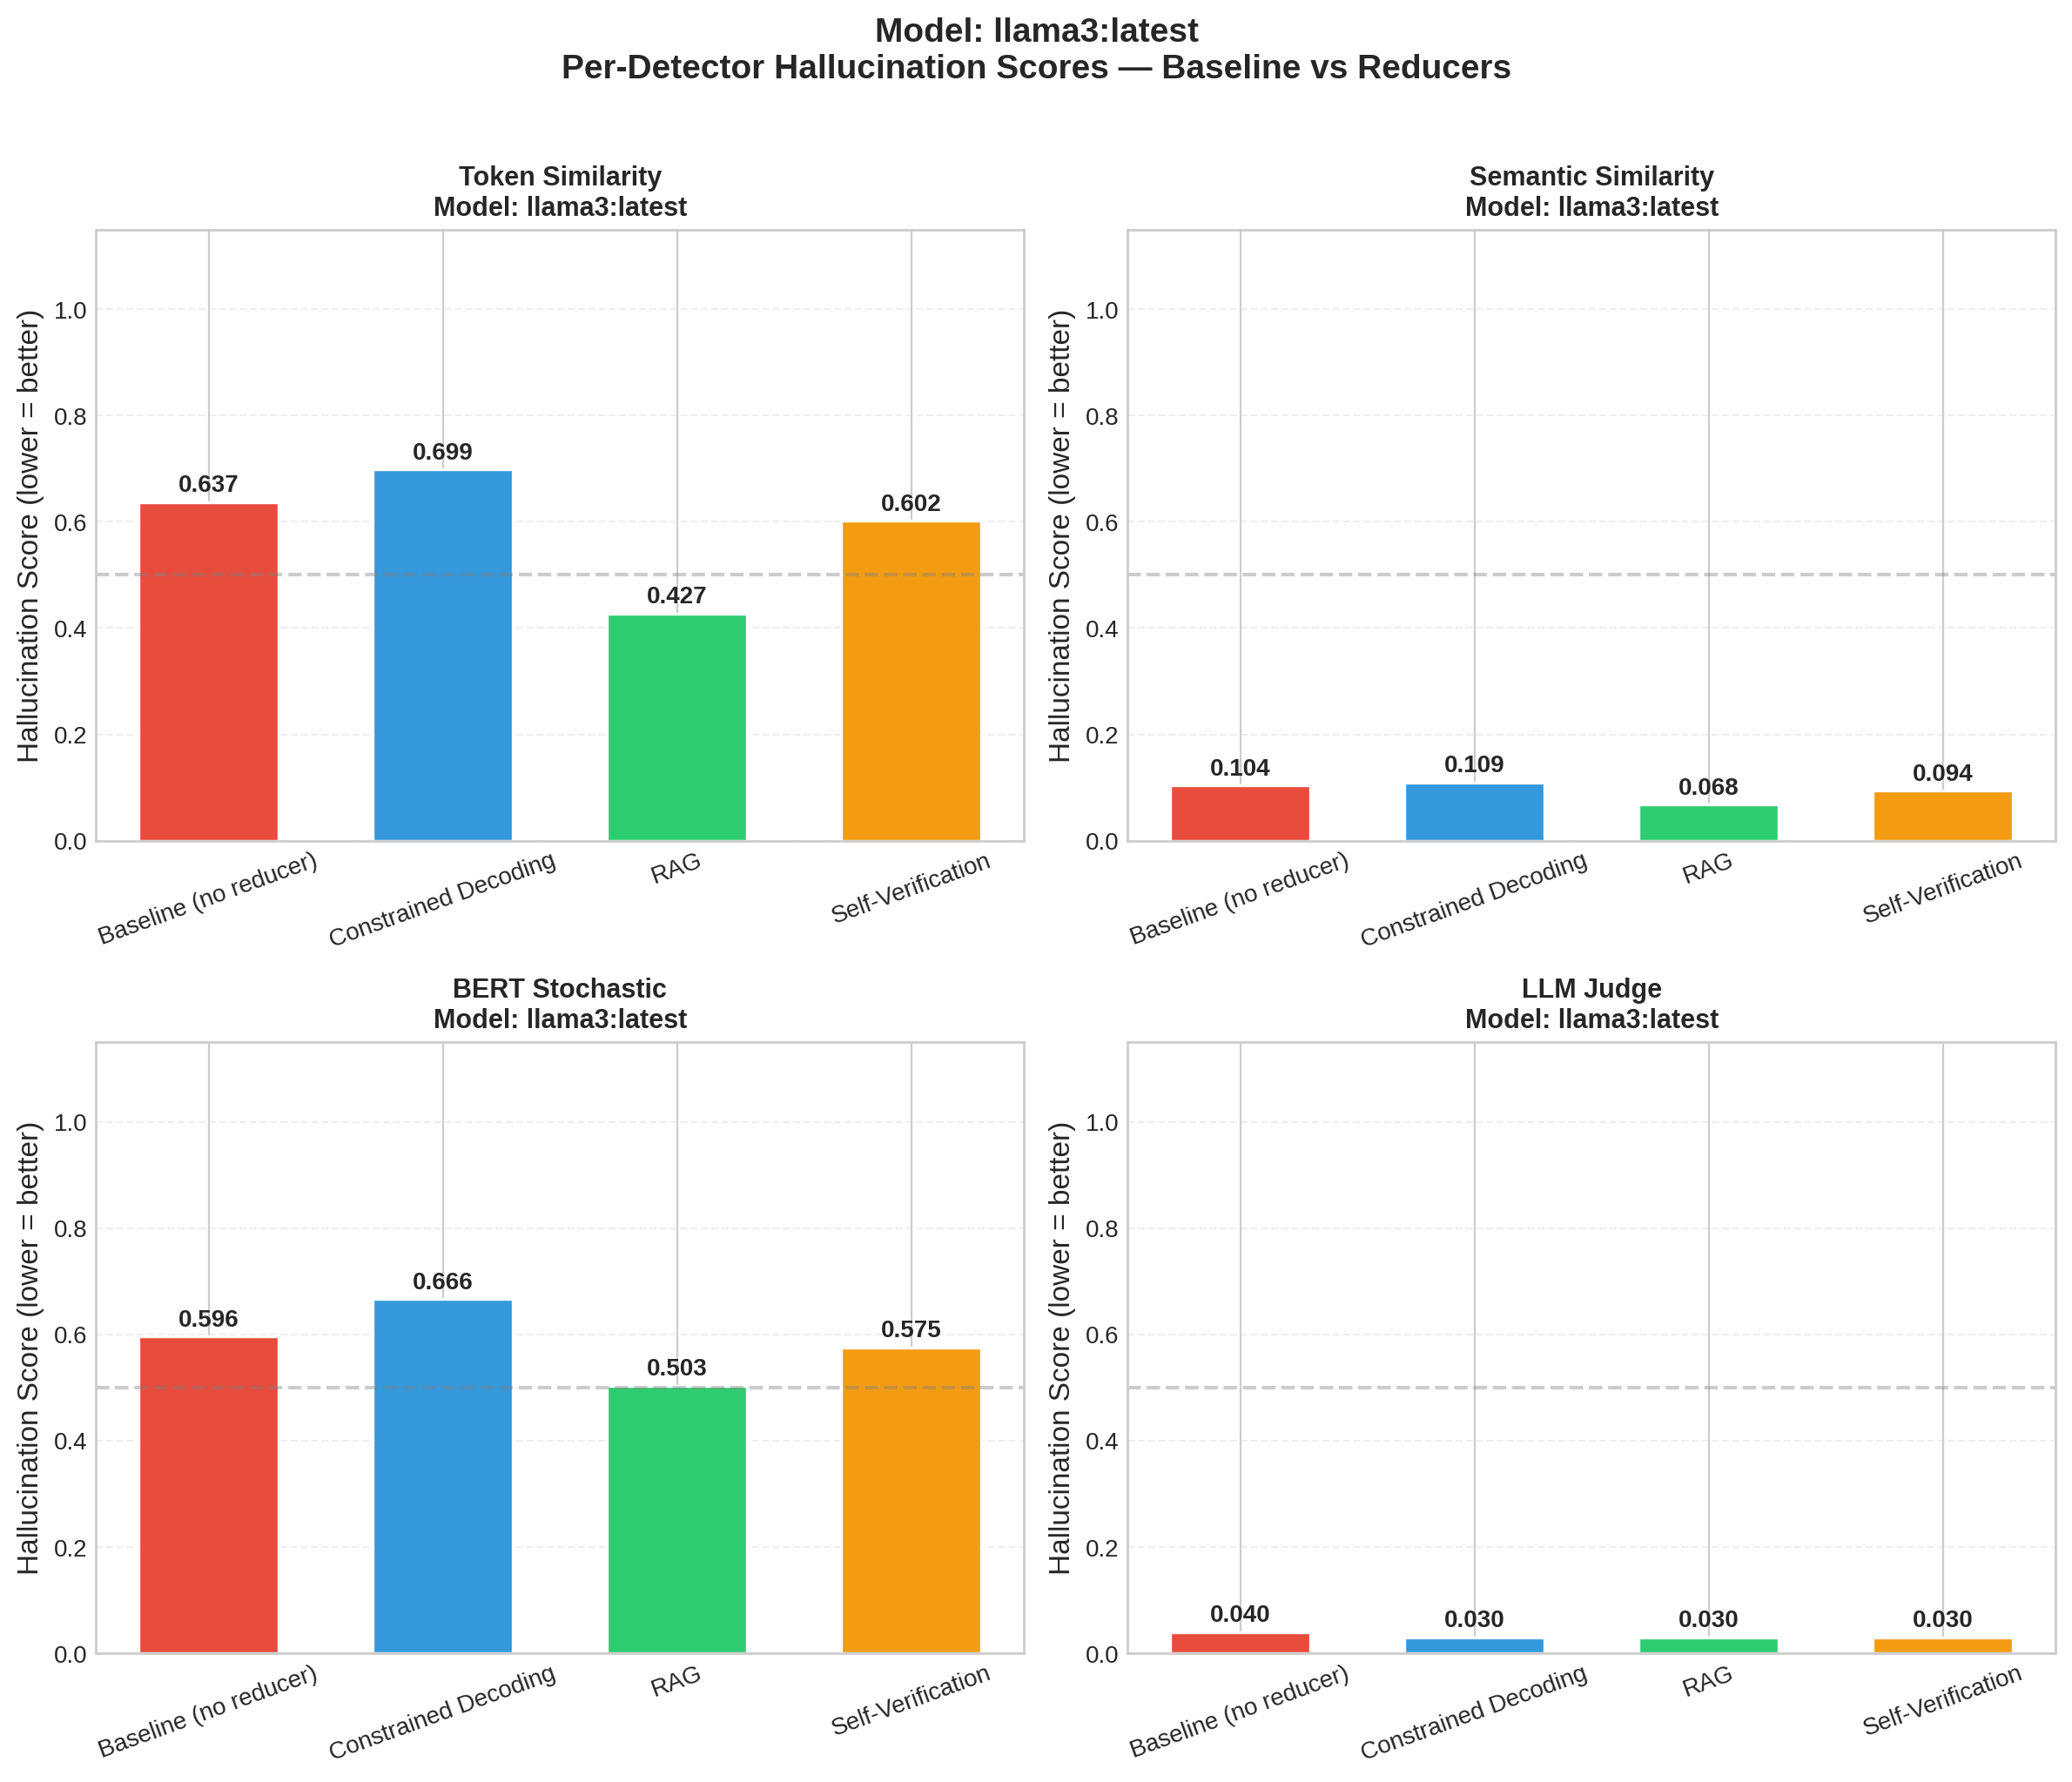 Model: llama3:latest
Per-Detector Hallucination Scores — Baseline vs Reducers
Token Similarity
Model: llama3:latest
Hallucination Score (lower = better)
1.0
0.8
0.6
0.4
0.2
0.0
0.637
0.699
0.427
0.602
Baseline (no reducer)
Constrained Decoding
RAG
Self-Verification
Semantic Similarity
Model: llama3:latest
Hallucination Score (lower = better)
1.0
0.8
0.6
0.4
0.2
0.0
0.104
0.109
0.068
0.094
Baseline (no reducer)
Constrained Decoding
RAG
Self-Verification
BERT Stochastic
Model: llama3:latest
Hallucination Score (lower = better)
1.0
0.8
0.6
0.4
0.2
0.0
0.596
0.666
0.503
0.575
Baseline (no reducer)
Constrained Decoding
RAG
Self-Verification
LLM Judge
Model: llama3:latest
Hallucination Score (lower = better)
1.0
0.8
0.6
0.4
0.2
0.0
0.040
0.030
0.030
0.030
Baseline (no reducer)
Constrained Decoding
RAG
Self-Verification